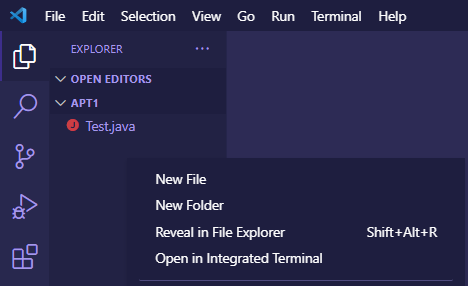 File Edit Selection View Go Run Terminal Help
EXPLORER ...
OPEN EDITORS
APT1
J Test.java
New File
New Folder
Reveal in File Explorer Shift+Alt+R
Open in Integrated Terminal